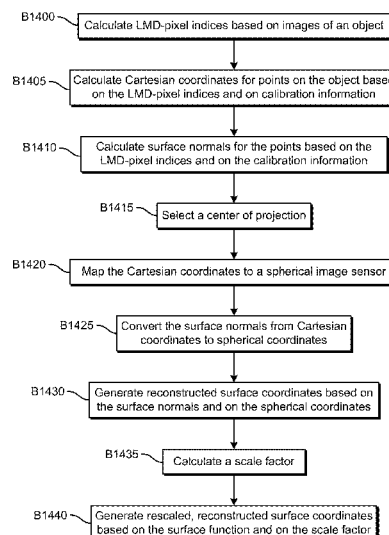 B1400
Calculate LMD-pixel indices based on images of an object
B1405
Calculate Cartesian coordinates for points on the object based
on the LMD-pixel indices and on calibration information
B1410
Calculate surface normals for the points based on the
LMD-pixel indices and on the calibration information
B1415
Select a center of projection
B1420
Map the Cartesian coordinates to a spherical image sensor
B1425
Convert the surface normals from Cartesian
coordinates to spherical coordinates
B1430
Generate reconstructed surface coordinates based on
the surface normals and on the spherical coordinates
B1435
Calculate a scale factor
B1440
Generate rescaled, reconstructed surface coordinates
based on the surface function and on the scale factor